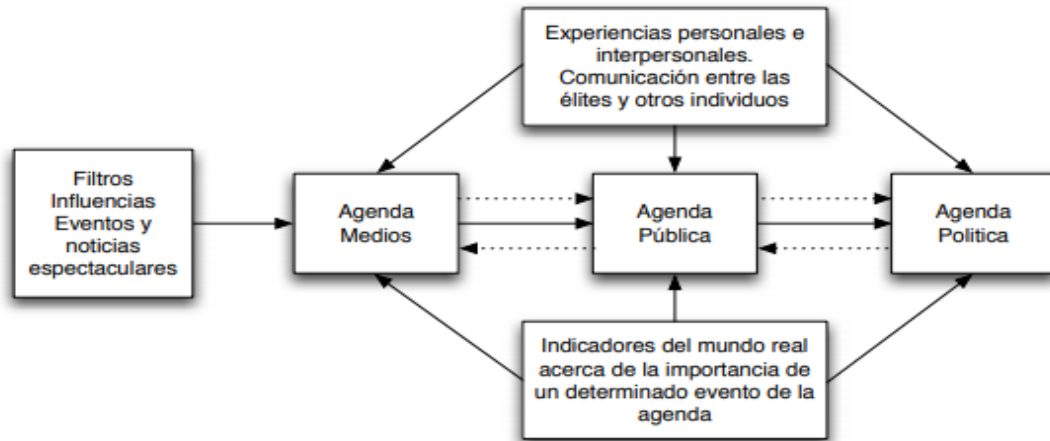 Experiencias personales e
interpersonales.
Comunicación entre las
élites y otros individuos
Filtros
Influencias
Eventos y
noticias
espectaculares
Agenda
Medios
Agenda
Pública
Agenda
Politica
Indicadores del mundo real
acerca de la importancia de
un determinado evento de la
agenda